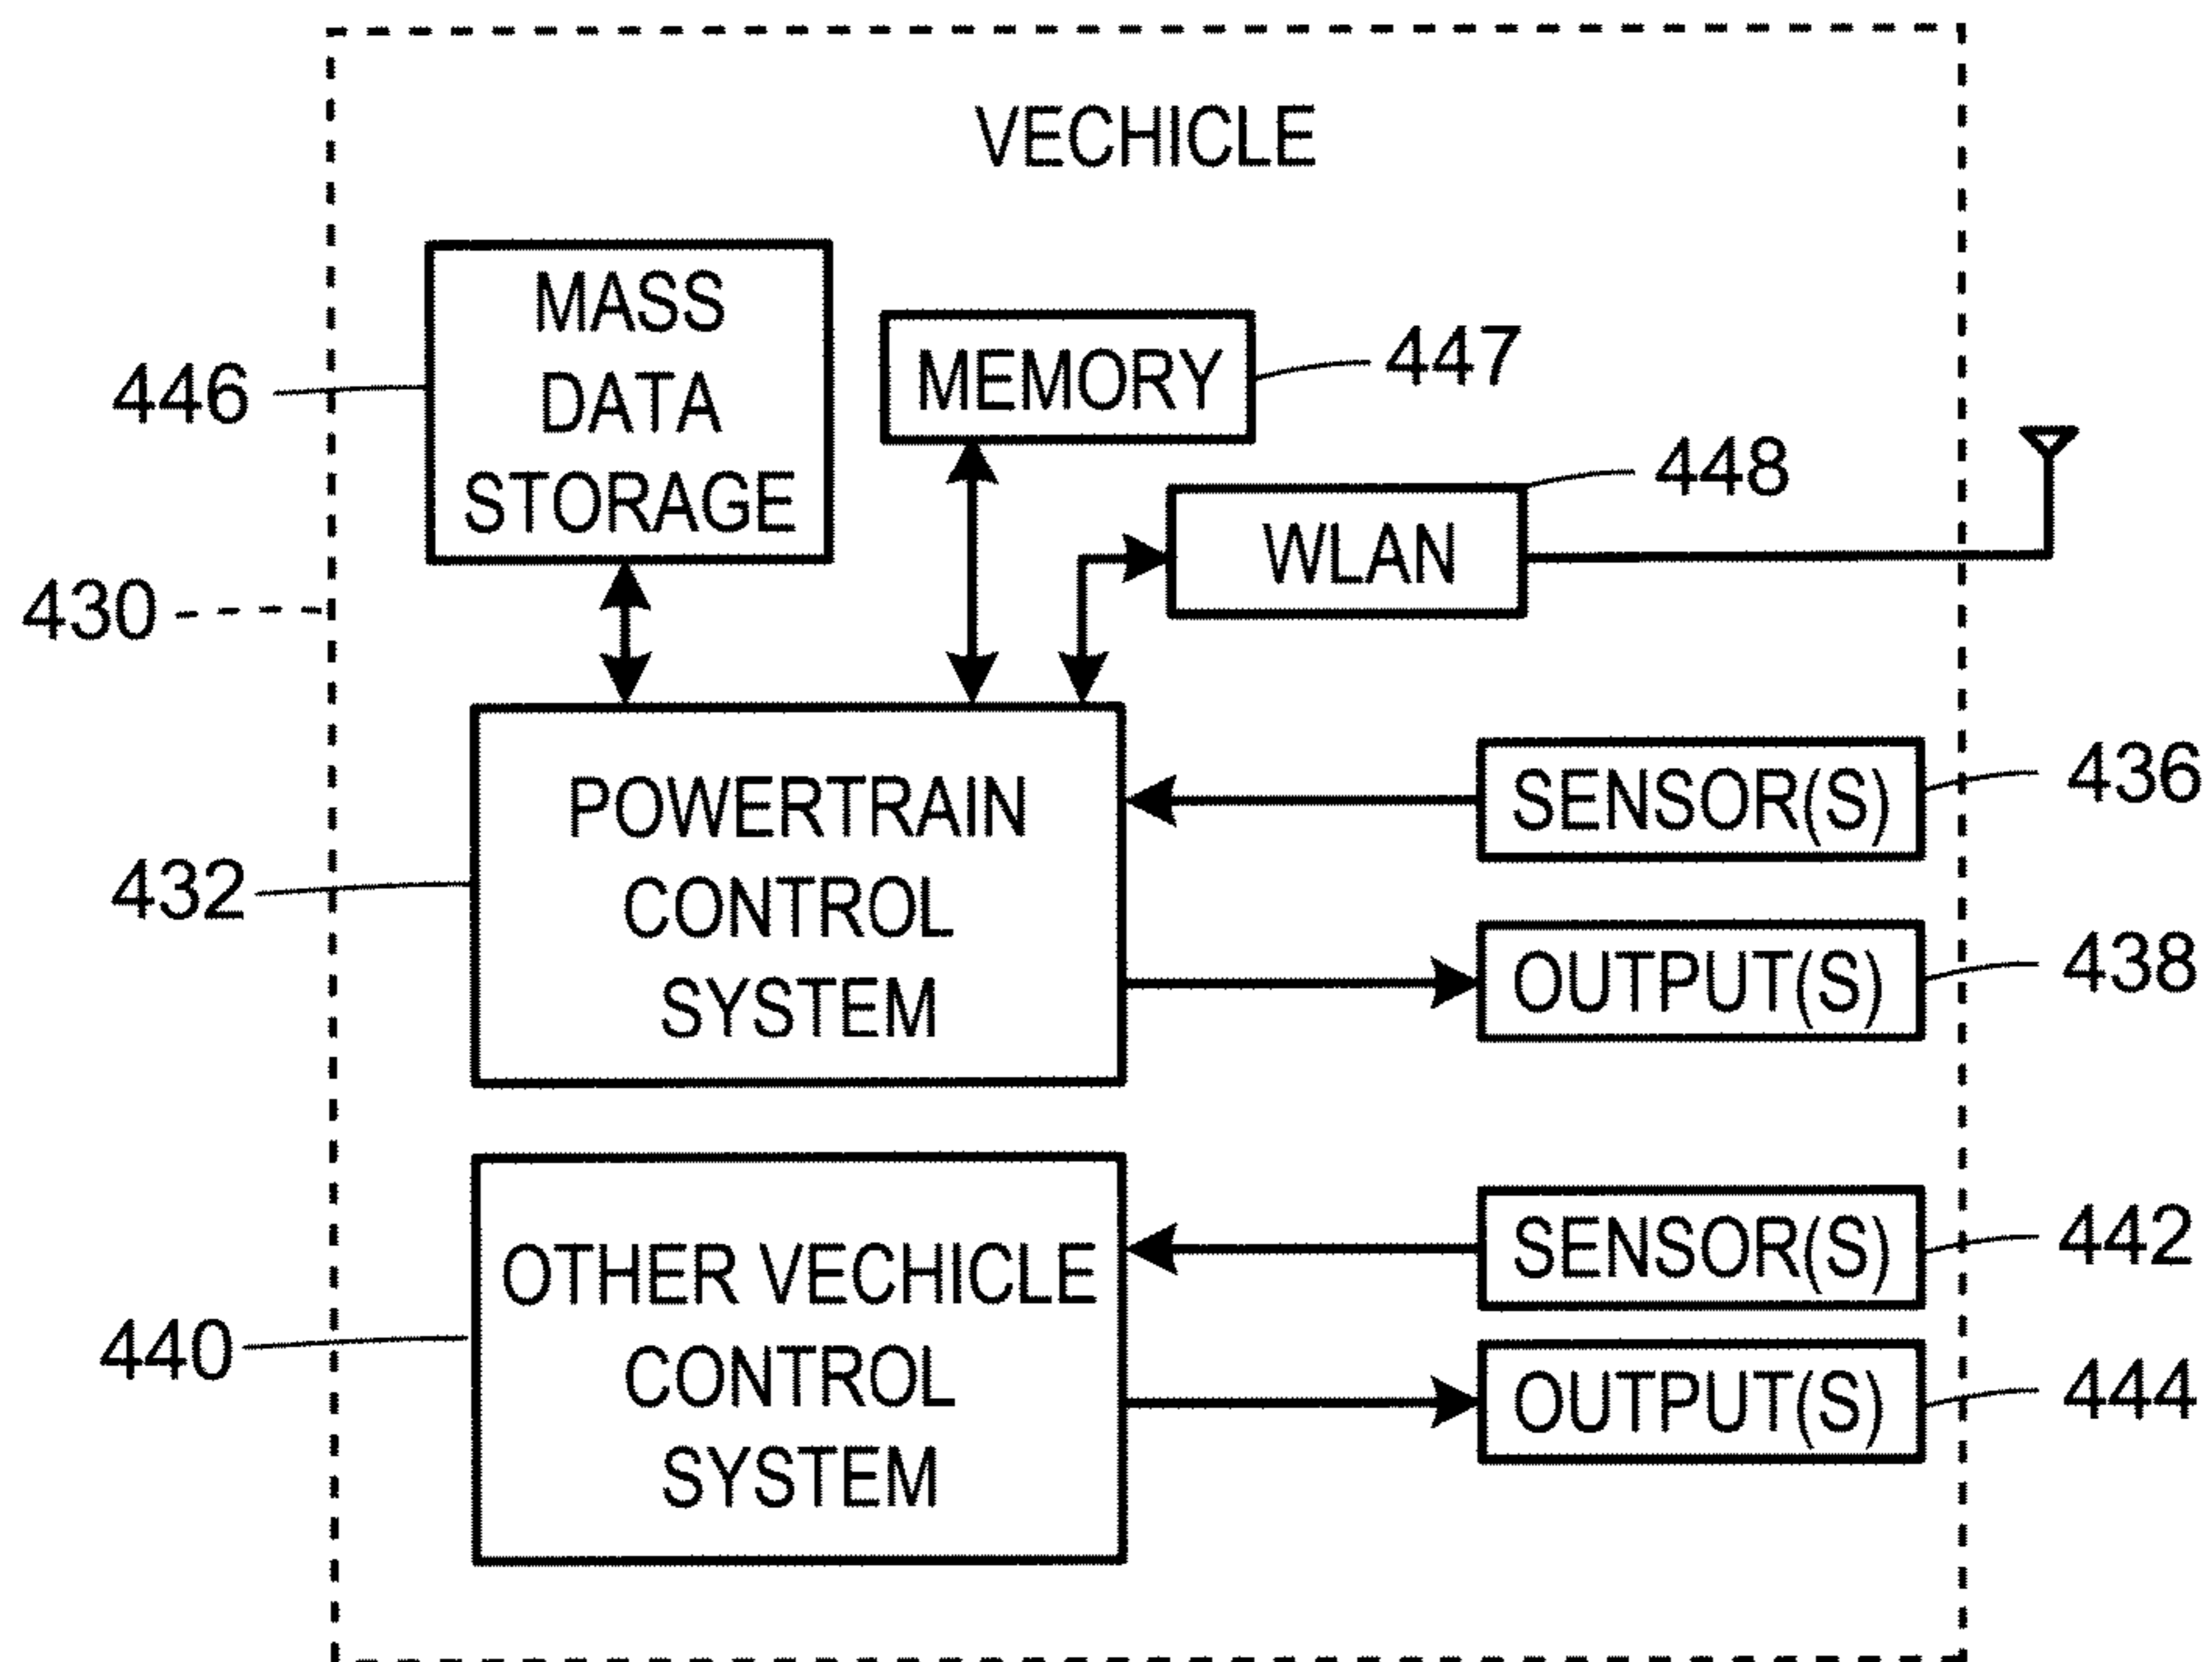 VECHICLE
MASS
DATA
STORAGE
446
MEMORY
447
448
WLAN
430
POWERTRAIN
CONTROL
SYSTEM
432
SENSOR(S)
436
OUTPUT(S)
438
OTHER VECHICLE
CONTROL
SYSTEM
440
SENSOR(S)
442
OUTPUT(S)
444